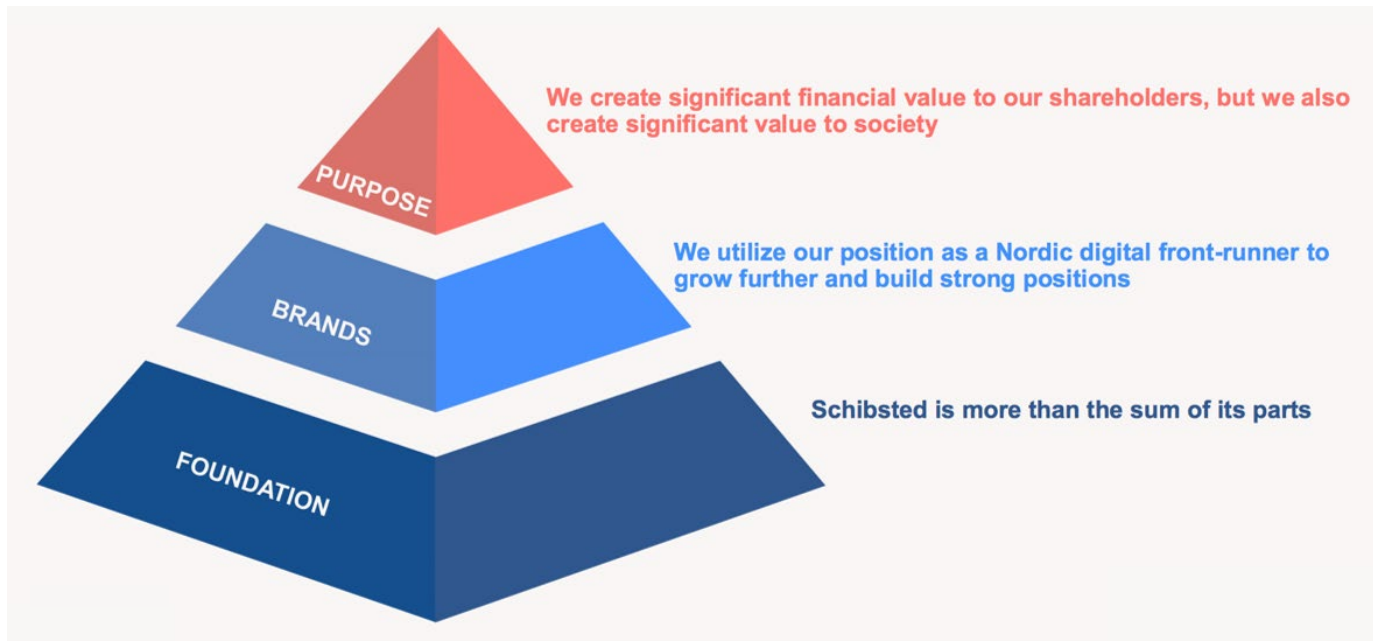 We create significant financial value to our shareholders, but we also
create significant value to society
PURPOSE
We utilize our position as a Nordic digital front-runner to
grow further and build strong positions
BRANDS
Schibsted is more than the sum of its parts
FOUNDATION